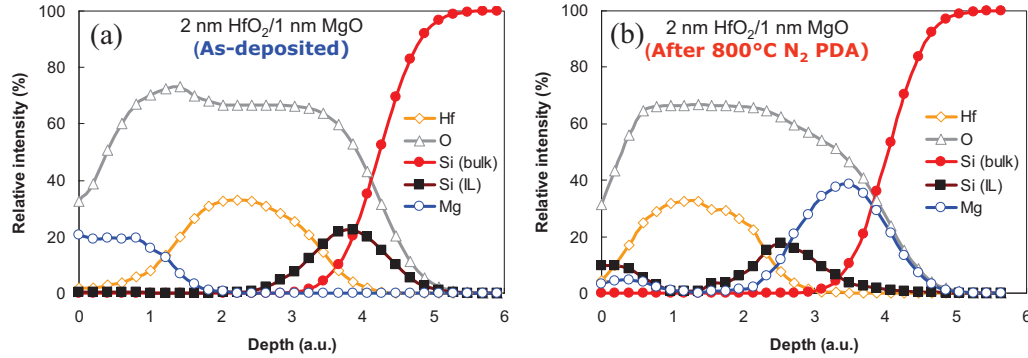 (a)
2 nm HfO₂/1 nm MgO
(As-deposited)
Relative intensity (%)
100
80
60
40
20
0
Hf
O
Si (bulk)
Si (IL)
Mg
0 1 2 3 4 5 6
Depth (a.u.)
(b)
2 nm HfO₂/1 nm MgO
(After 800°C N₂ PDA)
Relative intensity (%)
100
80
60
40
20
0
Hf
O
Si (bulk)
Si (IL)
Mg
0 1 2 3 4 5 6
Depth (a.u.)